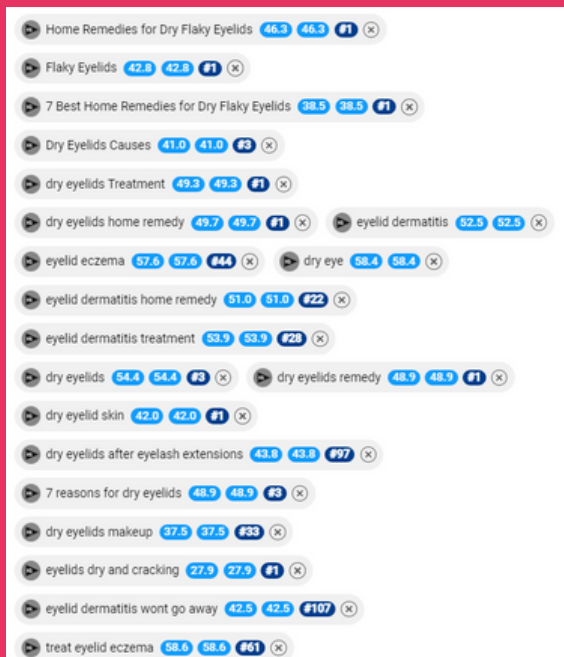 Home Remedies for Dry Flaky Eyelids 46.3 46.3 #1
Flaky Eyelids 42.8 42.8 #1
7 Best Home Remedies for Dry Flaky Eyelids 38.5 38.5 #1
Dry Eyelids Causes 41.0 41.0 #3
dry eyelids Treatment 49.3 49.3 #1
dry eyelids home remedy 49.7 49.7 #1 eyelid dermatitis 52.5 52.5
eyelid eczema 57.6 57.6 #44 dry eye 58.4 58.4
eyelid dermatitis home remedy 51.0 51.0 #22
eyelid dermatitis treatment 53.9 53.9 #28
dry eyelids 54.4 54.4 #3 dry eyelids remedy 48.9 48.9 #1
dry eyelid skin 42.0 42.0 #1
dry eyelids after eyelash extensions 43.8 43.8 #97
7 reasons for dry eyelids 48.9 48.9 #3
dry eyelids makeup 37.5 37.5 #33
eyelids dry and cracking 27.9 27.9 #1
eyelid dermatitis wont go away 42.5 42.5 #107
treat eyelid eczema 58.6 58.6 #61